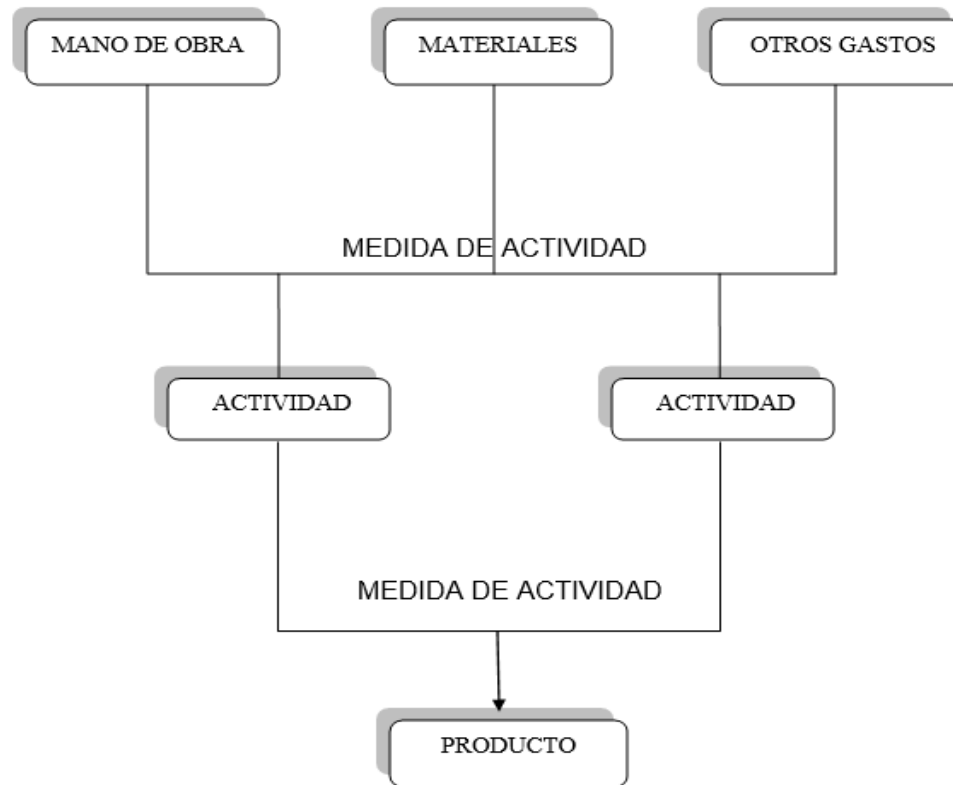 MANO DE OBRA
MATERIALES
OTROS GASTOS
MEDIDA DE ACTIVIDAD
ACTIVIDAD
ACTIVIDAD
MEDIDA DE ACTIVIDAD
PRODUCTO